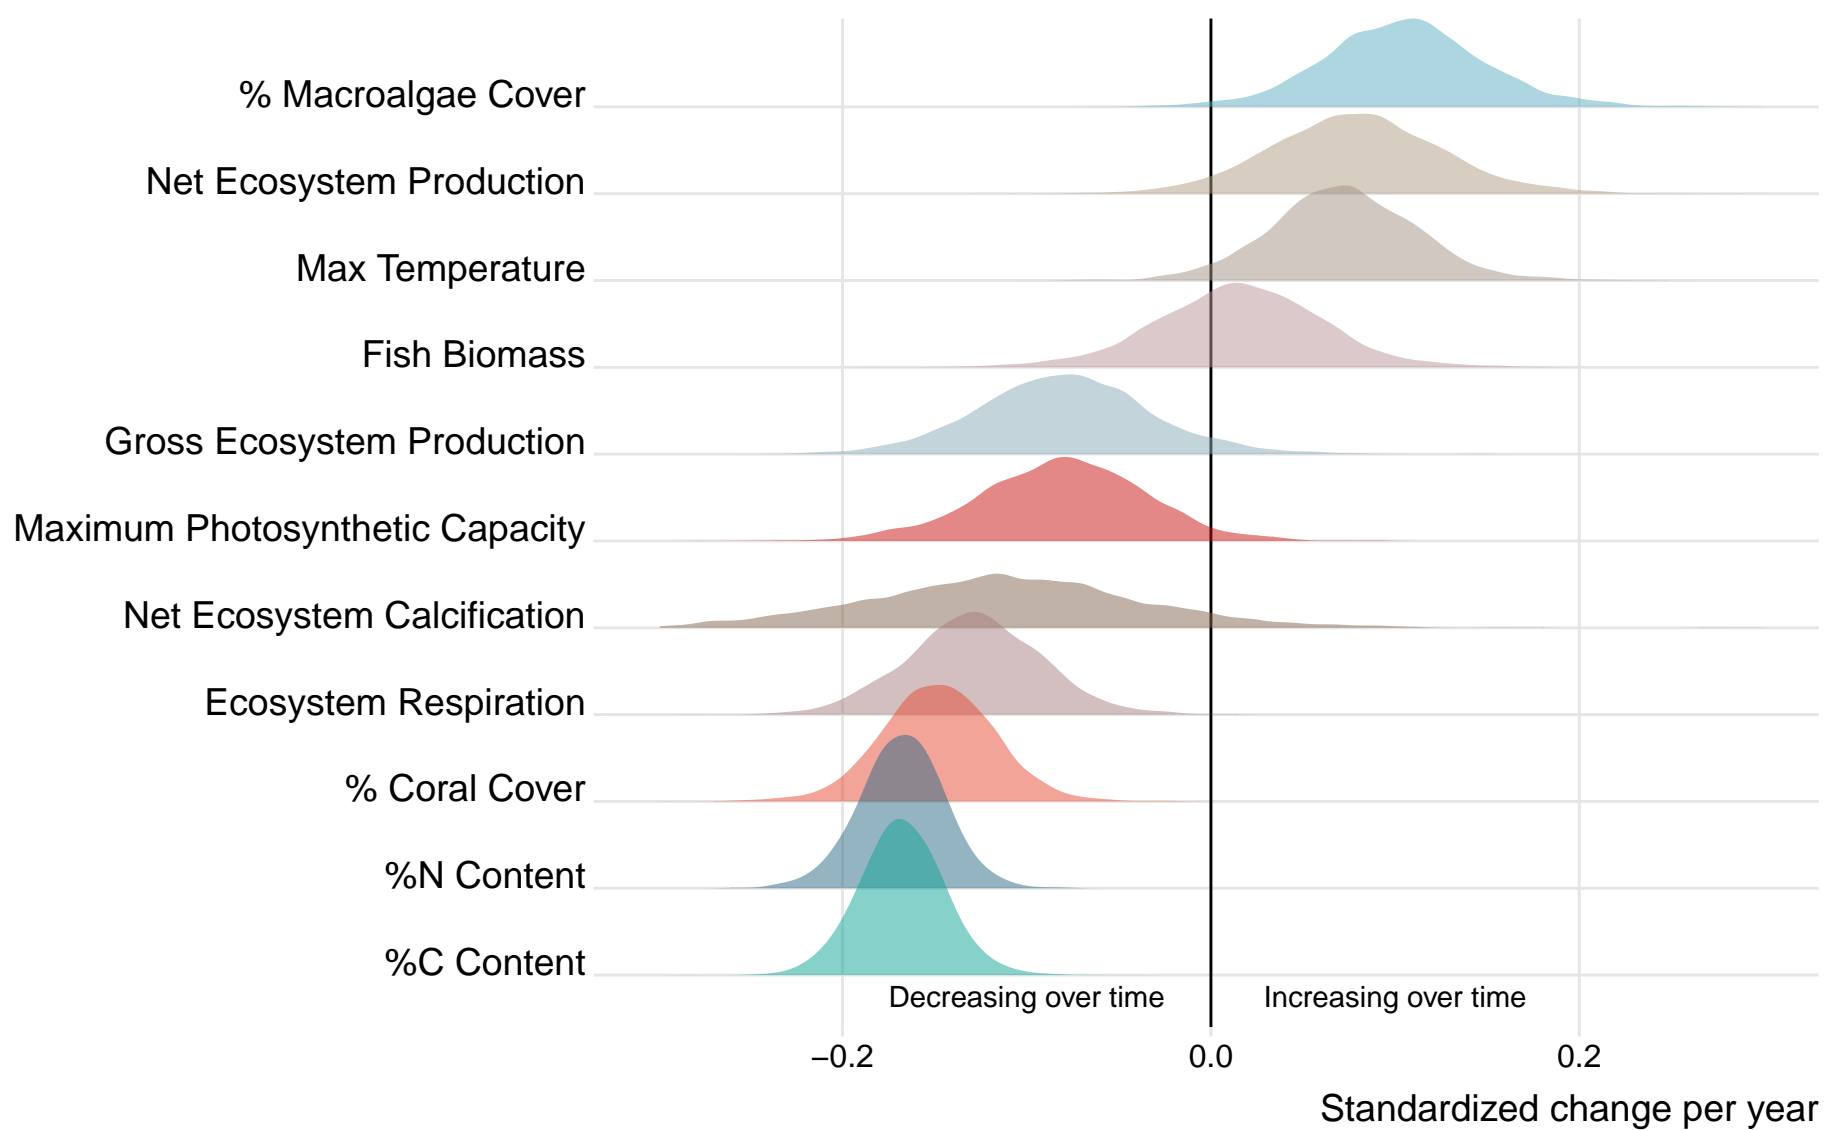 % Macroalgae Cover
Net Ecosystem Production
Max Temperature
Fish Biomass
Gross Ecosystem Production
Maximum Photosynthetic Capacity
Net Ecosystem Calcification
Ecosystem Respiration
% Coral Cover
%N Content
%C Content
Decreasing over time Increasing over time
−0.2 0.0 0.2
Standardized change per year